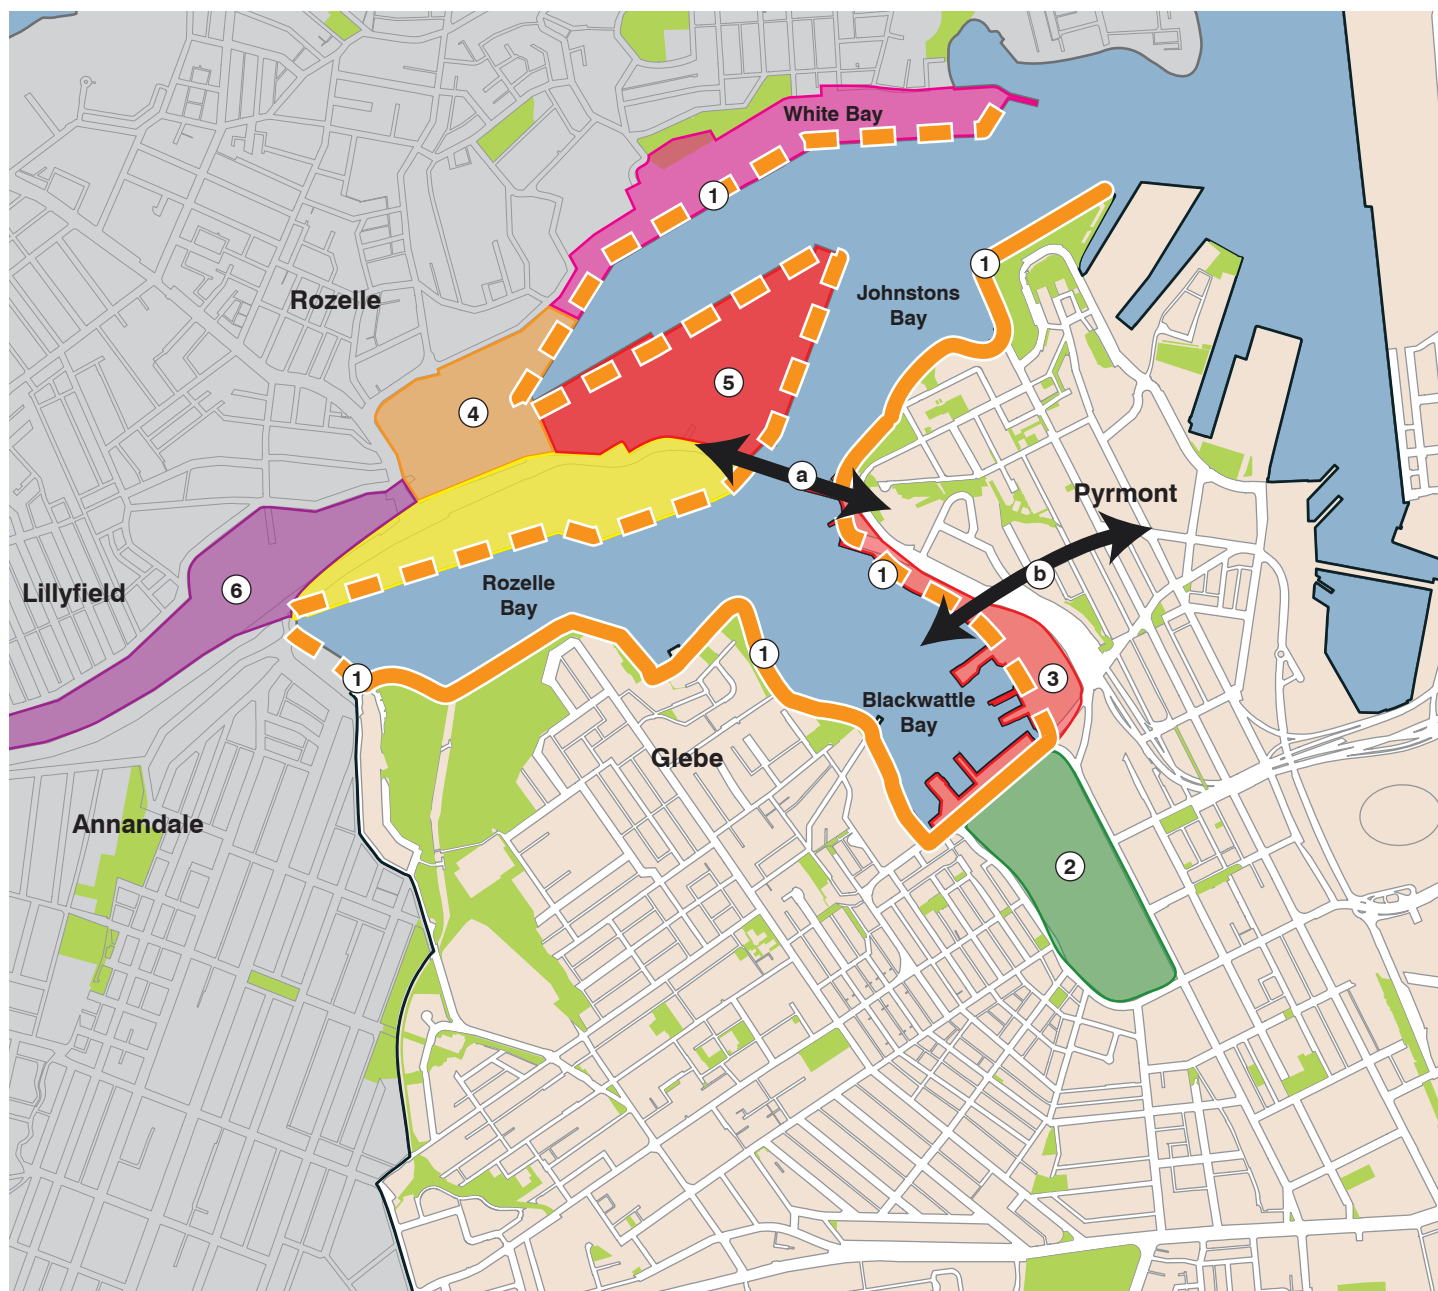 White Bay
1
1
Rozelle
Johnstons
Bay
5
4
a
Pyrmont
1
b
Lillyfield
6
Rozelle
Bay
1
1
3
Blackwattle
Bay
Glebe
Annandale
2